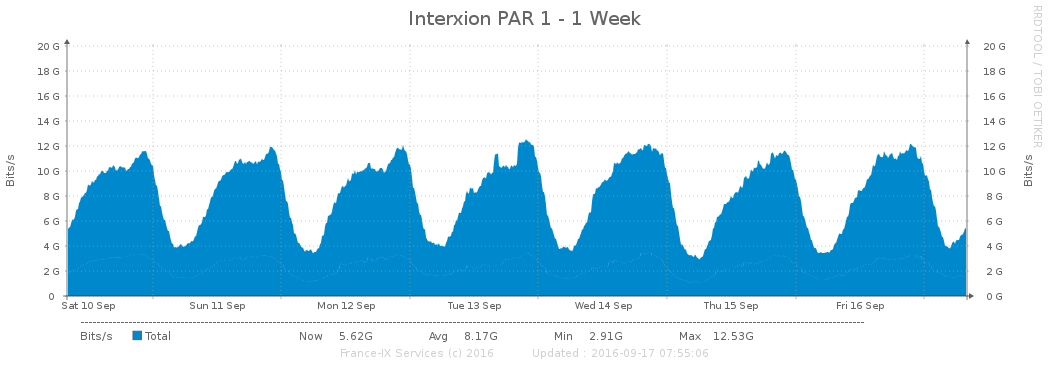 Interxion PAR 1 - 1 Week
RRDTOOL / TOBI OETIKER
20 G 20 G
18 G 18 G
16 G 16 G
14 G 14 G
12 G 12 G
10 G 10 G
8 G 8 G
6 G 6 G
4 G 4 G
2 G 2 G
0 0 G
Bits/s
Bits/s
Sat 10 Sep Sun 11 Sep Mon 12 Sep Tue 13 Sep Wed 14 Sep Thu 15 Sep Fri 16 Sep
Bits/s Total Now 5.62G Avg 8.17G Min 2.91G Max 12.53G
France-IX Services (c) 2016 Updated : 2016-09-17 07:55:06